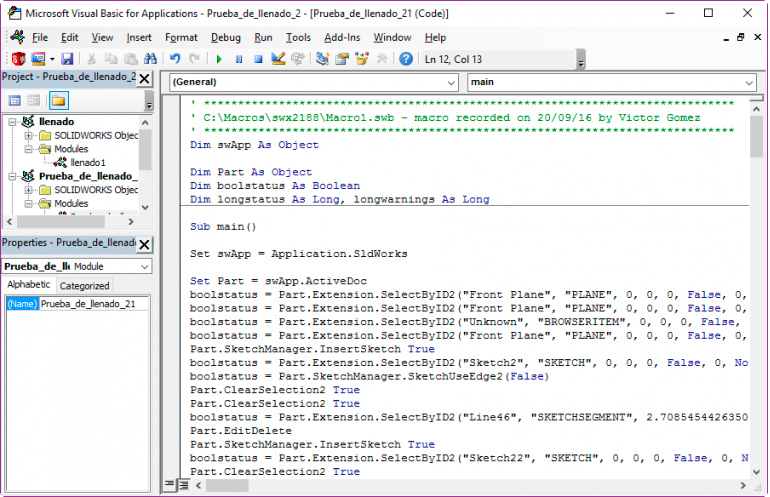 Microsoft Visual Basic for Applications - Prueba_de_llenado_2 - [Prueba_de_llenado_21 (Code)]
File Edit View Insert Format Debug Run Tools Add-Ins Window Help
Ln 12, Col 13
Project - Prueba_de_llenado_2
llenado
SOLIDWORKS Objec
Modules
llenado1
Prueba_de_llenado_
SOLIDWORKS Objec
Modules
Properties - Prueba_de_llenad
Prueba_de_lle Module
Alphabetic Categorized
(Name) Prueba_de_llenado_21
(General) main
' ******************************************************************************
' C:\Macros\swx2188\Macro1.swb - macro recorded on 20/09/16 by Victor Gomez
' ******************************************************************************
Dim swApp As Object
Dim Part As Object
Dim boolstatus As Boolean
Dim longstatus As Long, longwarnings As Long
Sub main()
Set swApp = Application.SldWorks
Set Part = swApp.ActiveDoc
boolstatus = Part.Extension.SelectByID2("Front Plane", "PLANE", 0, 0, 0, False, 0,
boolstatus = Part.Extension.SelectByID2("Front Plane", "PLANE", 0, 0, 0, False, 0,
boolstatus = Part.Extension.SelectByID2("Unknown", "BROWSERITEM", 0, 0, 0, False,
boolstatus = Part.Extension.SelectByID2("Front Plane", "PLANE", 0, 0, 0, False, 0,
Part.SketchManager.InsertSketch True
boolstatus = Part.Extension.SelectByID2("Sketch2", "SKETCH", 0, 0, 0, False, 0, No
boolstatus = Part.SketchManager.SketchUseEdge2(False)
Part.ClearSelection2 True
Part.ClearSelection2 True
boolstatus = Part.Extension.SelectByID2("Line46", "SKETCHSEGMENT", 2.7085454426350
Part.EditDelete
Part.SketchManager.InsertSketch True
boolstatus = Part.Extension.SelectByID2("Sketch22", "SKETCH", 0, 0, 0, False, 0, N
Part.ClearSelection2 True